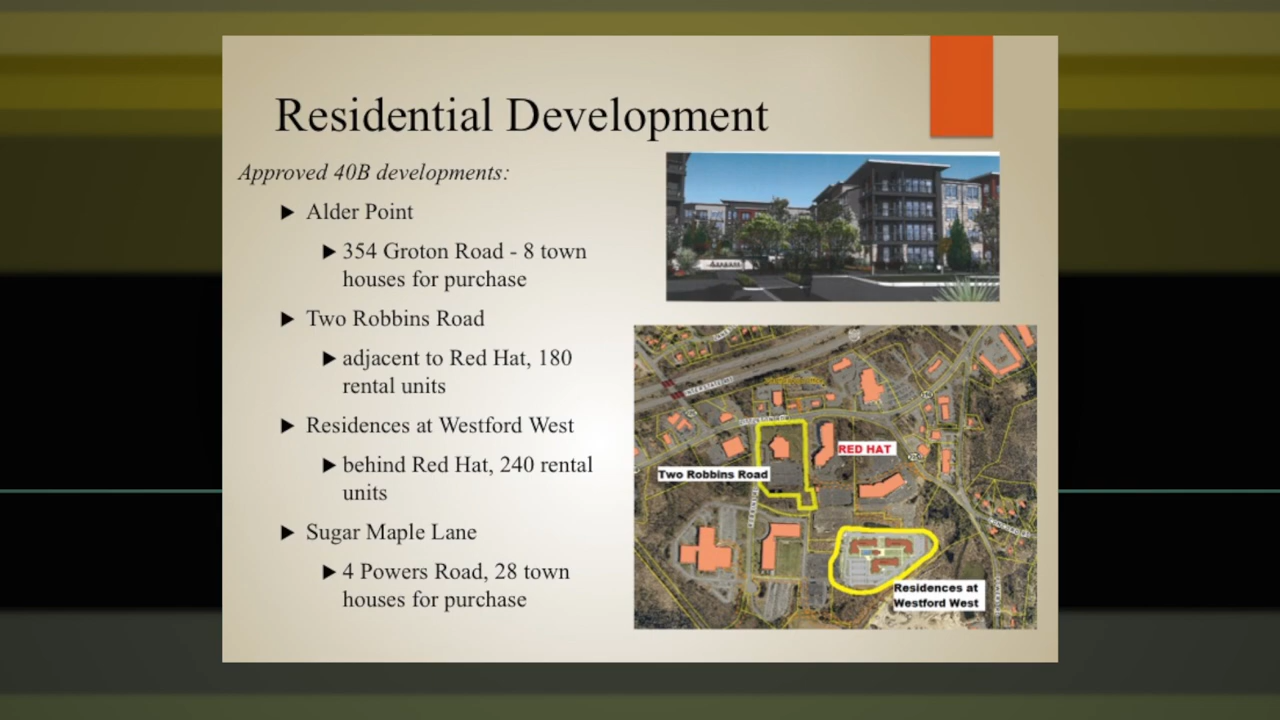 Residential Development
Approved 40B developments:
Alder Point
354 Groton Road - 8 town
houses for purchase
Two Robbins Road
adjacent to Red Hat, 180
rental units
Residences at Westford West
behind Red Hat, 240 rental
units
Sugar Maple Lane
4 Powers Road, 28 town
houses for purchase
RED HAT
Two Robbins Road
Residences at
Westford West